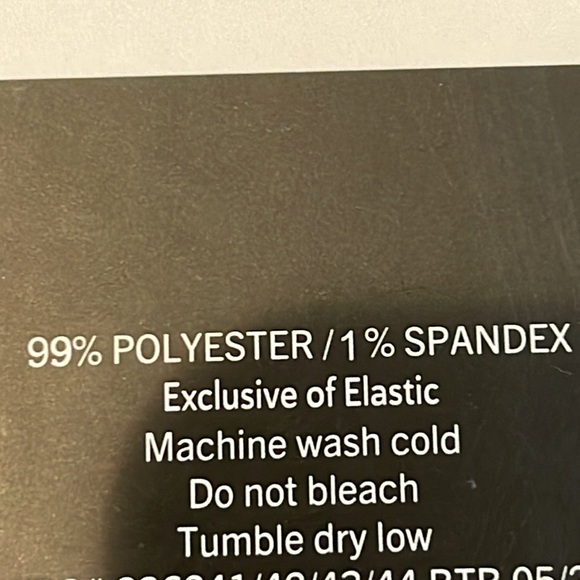 99% POLYESTER / 1% SPANDEX
Exclusive of Elastic
Machine wash cold
Do not bleach
Tumble dry low